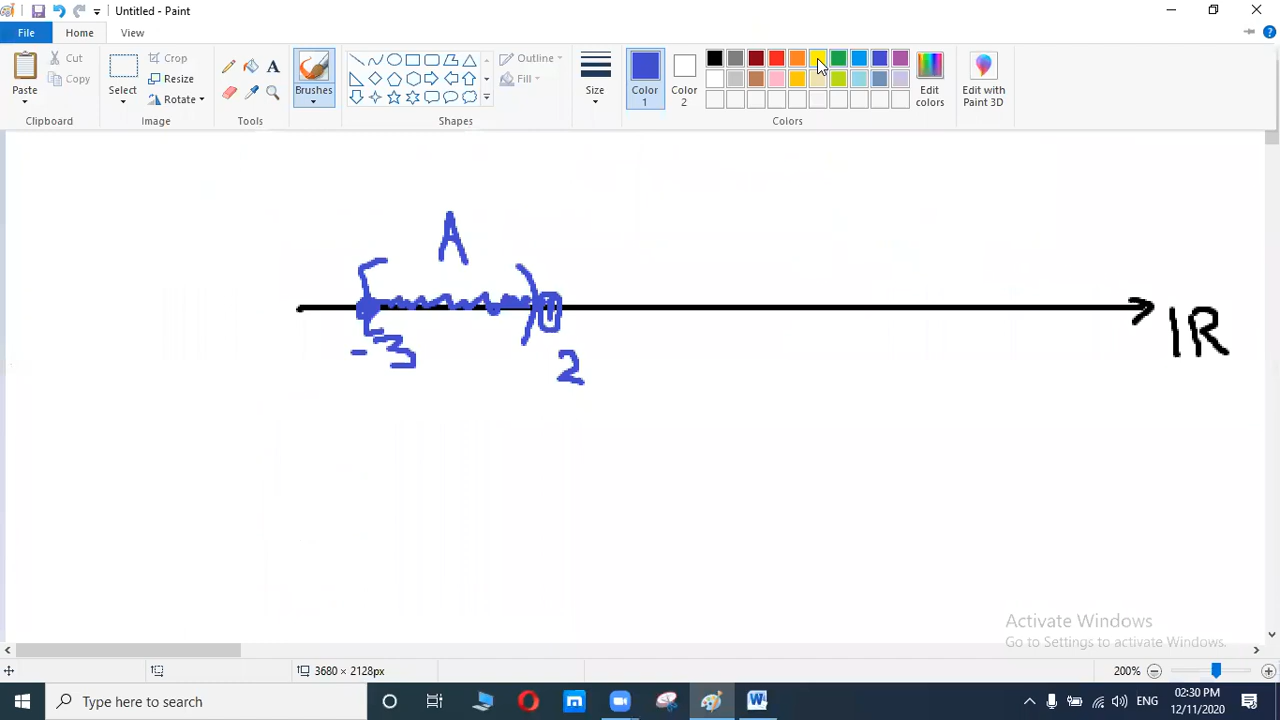 Untitled - Paint
File Home View
Paste Cut Copy Clipboard
Select Crop Resize Rotate Image
A Tools
Brushes
Outline Fill Shapes
Size
Color 1 Color 2 Edit colors Colors
Edit with Paint 3D
A
[ )
-3 2
IR
Activate Windows
Go to Settings to activate Windows.
3680 × 2128px 200%
Type here to search W ENG 02:30 PM
12/11/2020